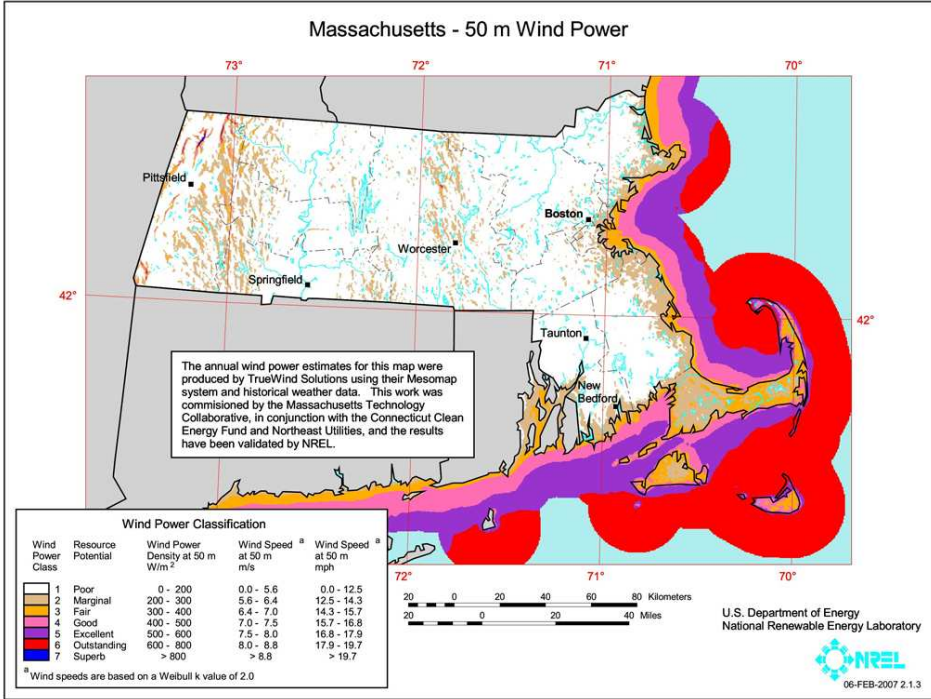 Massachusetts - 50 m Wind Power
73°
72°
71°
70°
Pittsfield
Boston
Worcester
Springfield
42°
42°
Taunton
New
Bedford
The annual wind power estimates for this map were
produced by TrueWind Solutions using their Mesomap
system and historical weather data. This work was
commisioned by the Massachusetts Technology
Collaborative, in conjunction with the Connecticut Clean
Energy Fund and Northeast Utilities, and the results
have been validated by NREL.
72°
71°
70°
Wind Power Classification
Wind Resource Wind Power Wind Speed a Wind Speed a
Power Potential Density at 50 m at 50 m at 50 m
Class W/m 2 m/s mph
1 Poor 0 - 200 0.0 - 5.6 0.0 - 12.5
2 Marginal 200 - 300 5.6 - 6.4 12.5 - 14.3
3 Fair 300 - 400 6.4 - 7.0 14.3 - 15.7
4 Good 400 - 500 7.0 - 7.5 15.7 - 16.8
5 Excellent 500 - 600 7.5 - 8.0 16.8 - 17.9
6 Outstanding 600 - 800 8.0 - 8.8 17.9 - 19.7
7 Superb > 800 > 8.8 > 19.7
a Wind speeds are based on a Weibull k value of 2.0
20 0 20 40 60 80 Kilometers
20 0 20 40 Miles
U.S. Department of Energy
National Renewable Energy Laboratory
NREL
06-FEB-2007 2.1.3